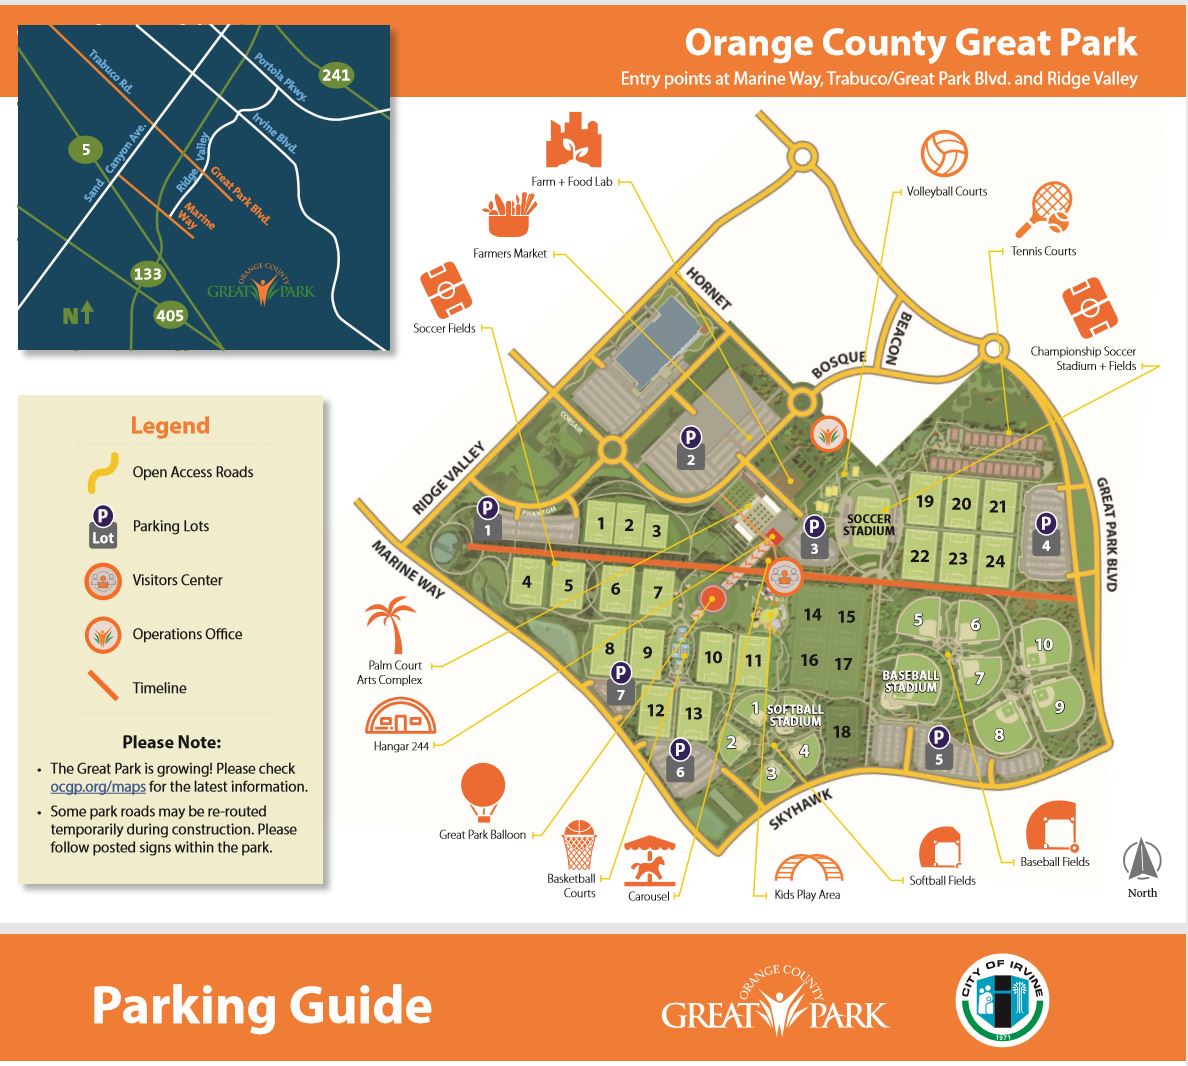 Orange County Great Park
Entry points at Marine Way, Trabuco/Great Park Blvd. and Ridge Valley
Trabuco Rd.
Portola Pkwy.
241
5
Sand Canyon Ave.
Irvine Blvd.
Ridge Valley
Great Park Blvd.
Marine
Way
133
405
N
ORANGE COUNTY
GREAT PARK
Legend
Open Access Roads
P
Lot
Parking Lots
Visitors Center
Operations Office
Timeline
Please Note:
• The Great Park is growing! Please check
ocgp.org/maps for the latest information.
• Some park roads may be re-routed
temporarily during construction. Please
follow posted signs within the park.
Farm + Food Lab
Farmers Market
Soccer Fields
Volleyball Courts
Tennis Courts
Championship Soccer
Stadium + Fields
HORNET
BOSQUE
BEACON
CORSAIR
RIDGE VALLEY
PHANTOM
MARINE WAY
GREAT PARK BLVD
SKYHAWK
P
1
P
2
P
3
P
4
P
5
P
6
P
7
1
2
3
4
5
6
7
8
9
10
11
12
13
14
15
16
17
18
SOCCER
STADIUM
19
20
21
22
23
24
BASEBALL
STADIUM
5
6
7
8
9
10
SOFTBALL
STADIUM
1
2
3
4
Palm Court
Arts Complex
Hangar 244
Great Park Balloon
Basketball
Courts
Carousel
Kids Play Area
Softball Fields
Baseball Fields
North
Parking Guide
ORANGE COUNTY
GREAT PARK
CITY OF IRVINE
1971